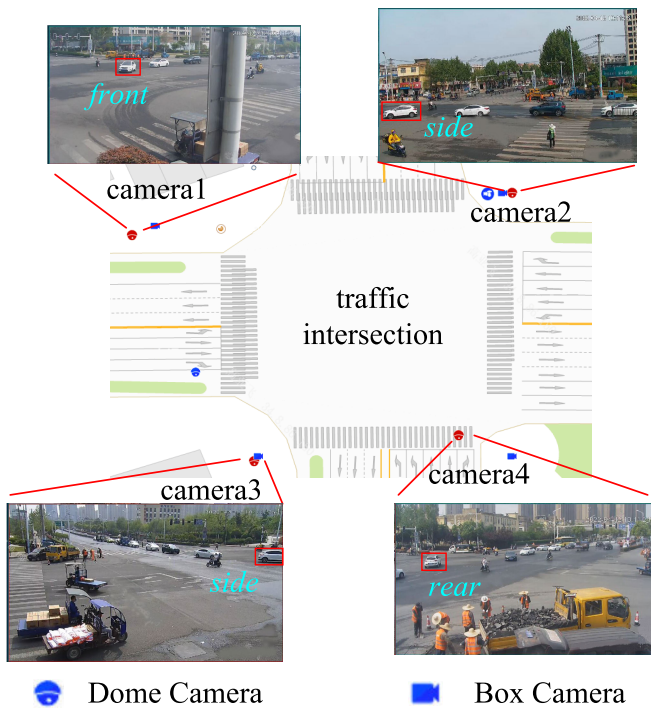 front
side
camera1
camera2
traffic
intersection
camera3
camera4
side
rear
Dome Camera
Box Camera